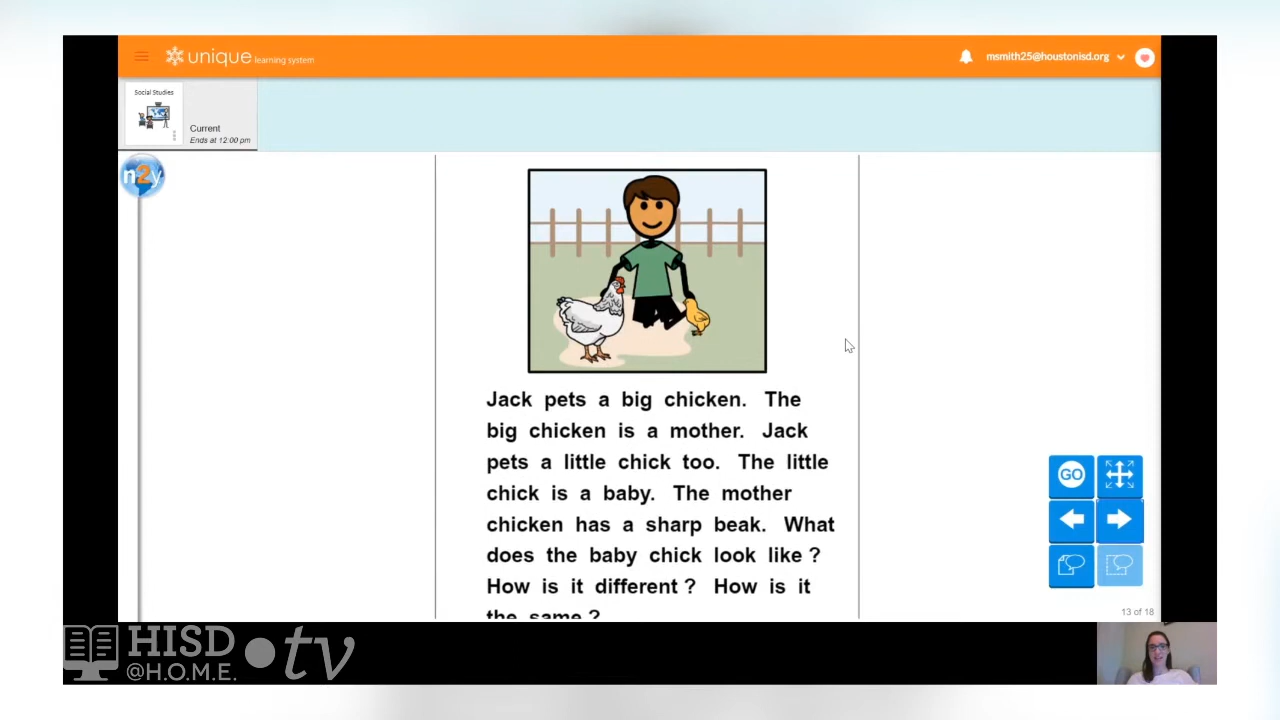 unique learning system
msmith25@houstonisd.org
Social Studies
Current
Ends at 12:00 pm
n2y
Jack pets a big chicken. The
big chicken is a mother. Jack
pets a little chick too. The little
chick is a baby. The mother
chicken has a sharp beak. What
does the baby chick look like ?
How is it different ? How is it
the same ?
GO
13 of 18
HISD
@H.O.M.E.
tv